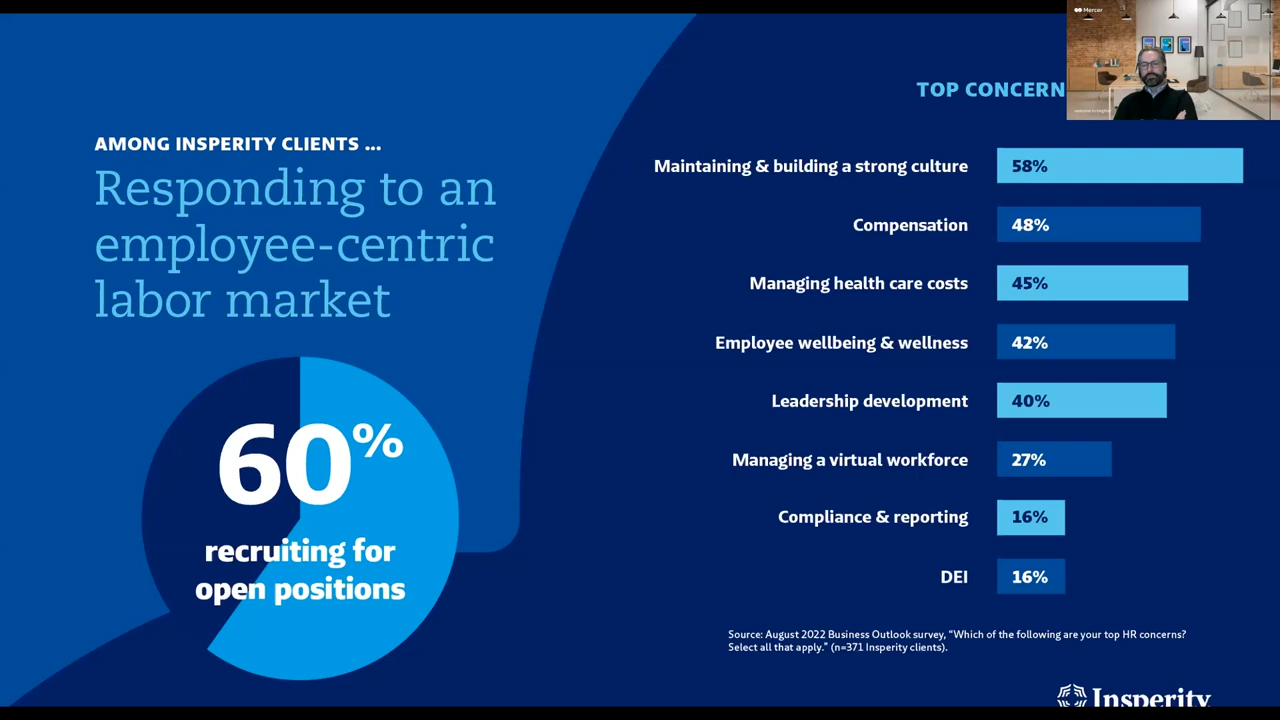 Mercer
TOP CONCERN
AMONG INSPERITY CLIENTS ...
Responding to an
employee-centric
labor market
60%
recruiting for
open positions
Maintaining & building a strong culture 58%
Compensation 48%
Managing health care costs 45%
Employee wellbeing & wellness 42%
Leadership development 40%
Managing a virtual workforce 27%
Compliance & reporting 16%
DEI 16%
Source: August 2022 Business Outlook survey, “Which of the following are your top HR concerns?
Select all that apply.” (n=371 Insperity clients).
Insperity